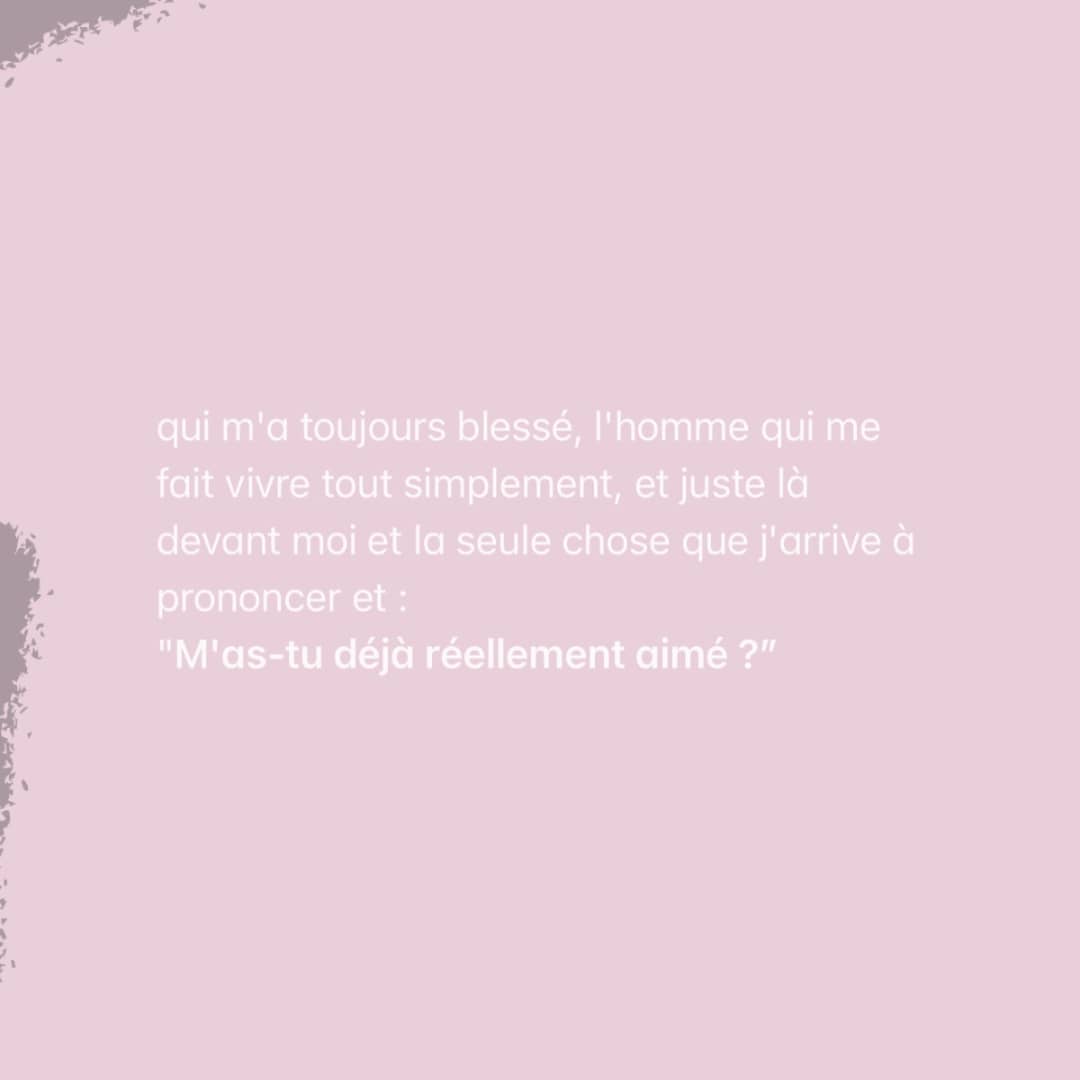 qui m'a toujours blessé, l'homme qui me
fait vivre tout simplement, et juste là
devant moi et la seule chose que j'arrive à
prononcer et :
"M'as-tu déjà réellement aimé ?”